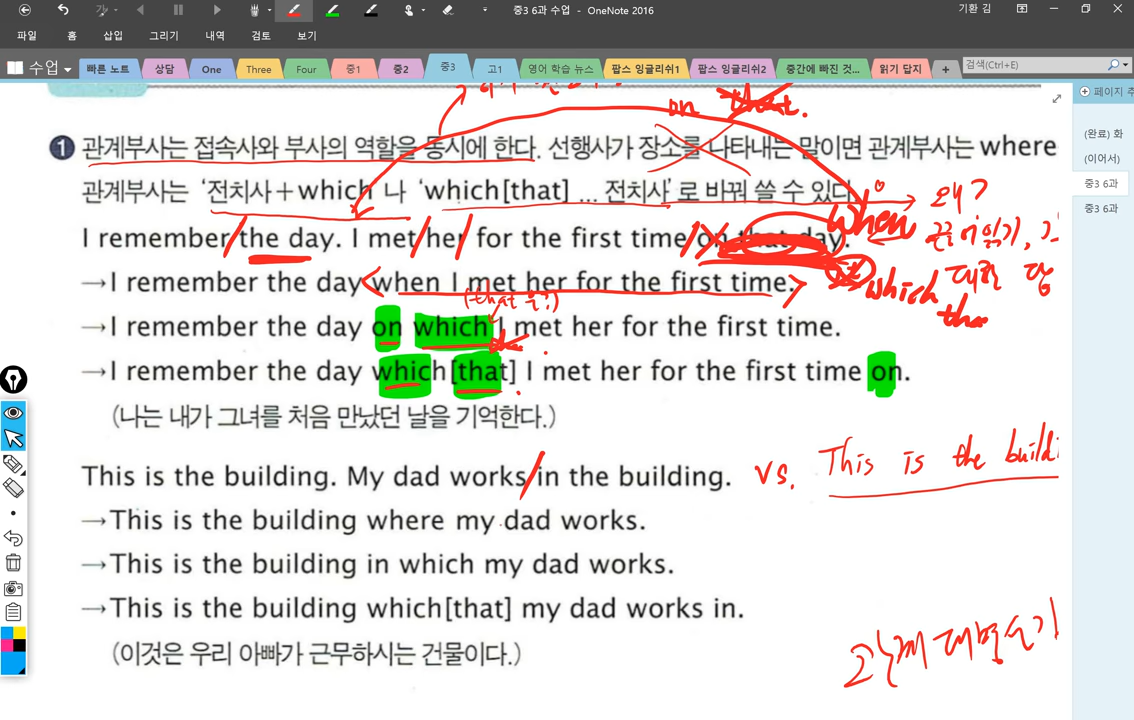 중3 6과 수업 - OneNote 2016
기환 김
파일 홈 삽입 그리기 내역 검토 보기
수업 빠른 노트 상담 One Three Four 중1 중2 중3 고1 영어 학습 뉴스 팝스 잉글리쉬1 팝스 잉글리쉬2 중간에 빠진 것... 읽기 답지 + 검색(Ctrl+E)
페이지 추
(완료) 화
(이어서)
중3 6과
중3 6과
on that.
1 관계부사는 접속사와 부사의 역할을 동시에 한다. 선행사가 장소를 나타내는 말이면 관계부사는 where
관계부사는 ‘전치사+which 나 ‘which[that] ... 전치사’로 바꿔 쓸 수 있다.
왜?
I remember the day. I met her for the first time on that day.
when
→I remember the day when I met her for the first time.
which
(that 은?)
→I remember the day on which I met her for the first time.
→I remember the day which[that] I met her for the first time on.
(나는 내가 그녀를 처음 만났던 날을 기억한다.)
This is the building. My dad works in the building.
vs. This is the buildi
→This is the building where my dad works.
→This is the building in which my dad works.
→This is the building which[that] my dad works in.
(이것은 우리 아빠가 근무하시는 건물이다.)